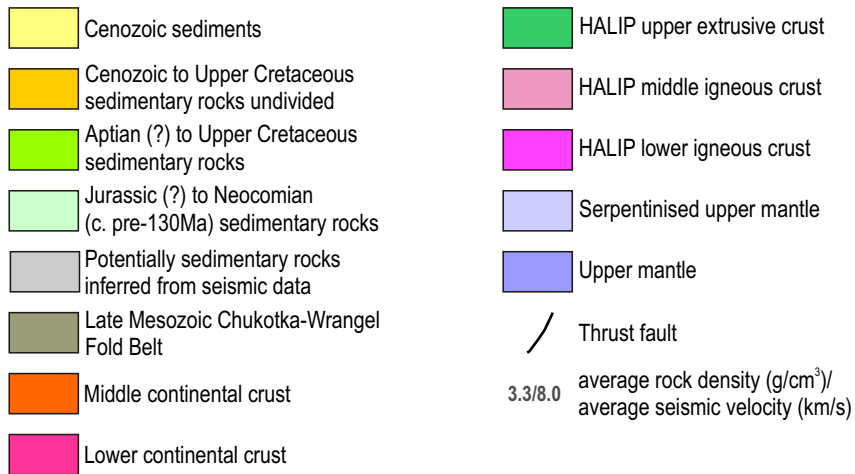 Cenozoic sediments
Cenozoic to Upper Cretaceous
sedimentary rocks undivided
Aptian (?) to Upper Cretaceous
sedimentary rocks
Jurassic (?) to Neocomian
(c. pre-130Ma) sedimentary rocks
Potentially sedimentary rocks
inferred from seismic data
Late Mesozoic Chukotka-Wrangel
Fold Belt
Middle continental crust
Lower continental crust
HALIP upper extrusive crust
HALIP middle igneous crust
HALIP lower igneous crust
Serpentinised upper mantle
Upper mantle
Thrust fault
3.3/8.0 average rock density (g/cm³)/
average seismic velocity (km/s)